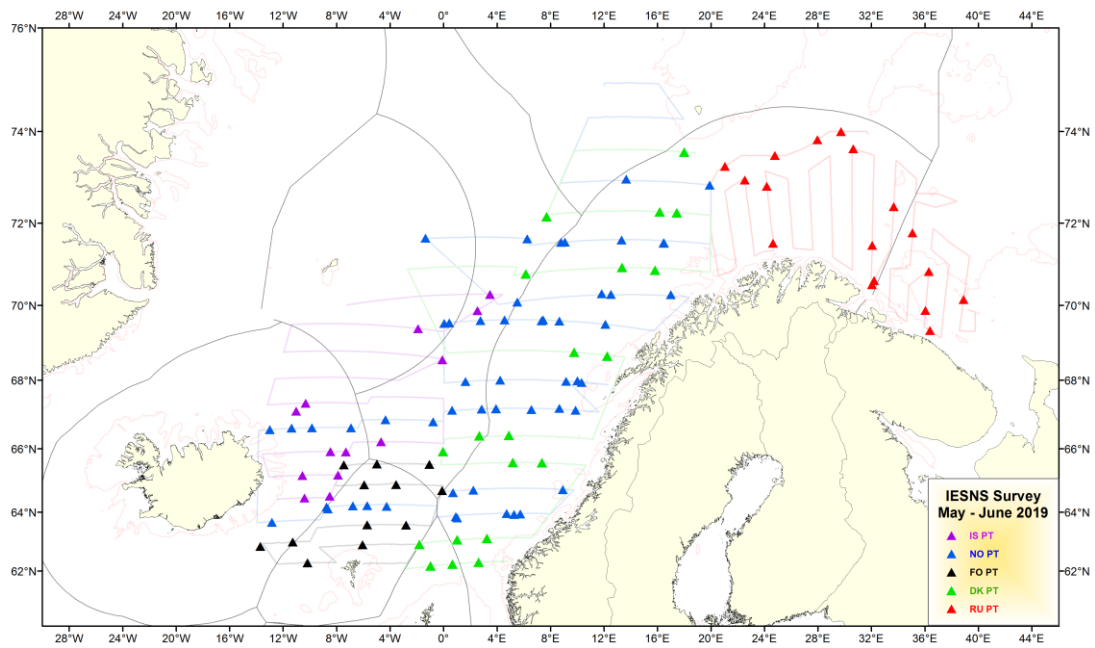 28°W 24°W 20°W 16°W 12°W 8°W 4°W 0° 4°E 8°E 12°E 16°E 20°E 24°E 28°E 32°E 36°E 40°E 44°E
76°N
74°N 74°N
72°N 72°N
70°N 70°N
68°N 68°N
66°N 66°N
64°N 64°N
62°N 62°N
IESNS Survey
May - June 2019
IS PT
NO PT
FO PT
DK PT
RU PT
28°W 24°W 20°W 16°W 12°W 8°W 4°W 0° 4°E 8°E 12°E 16°E 20°E 24°E 28°E 32°E 36°E 40°E 44°E